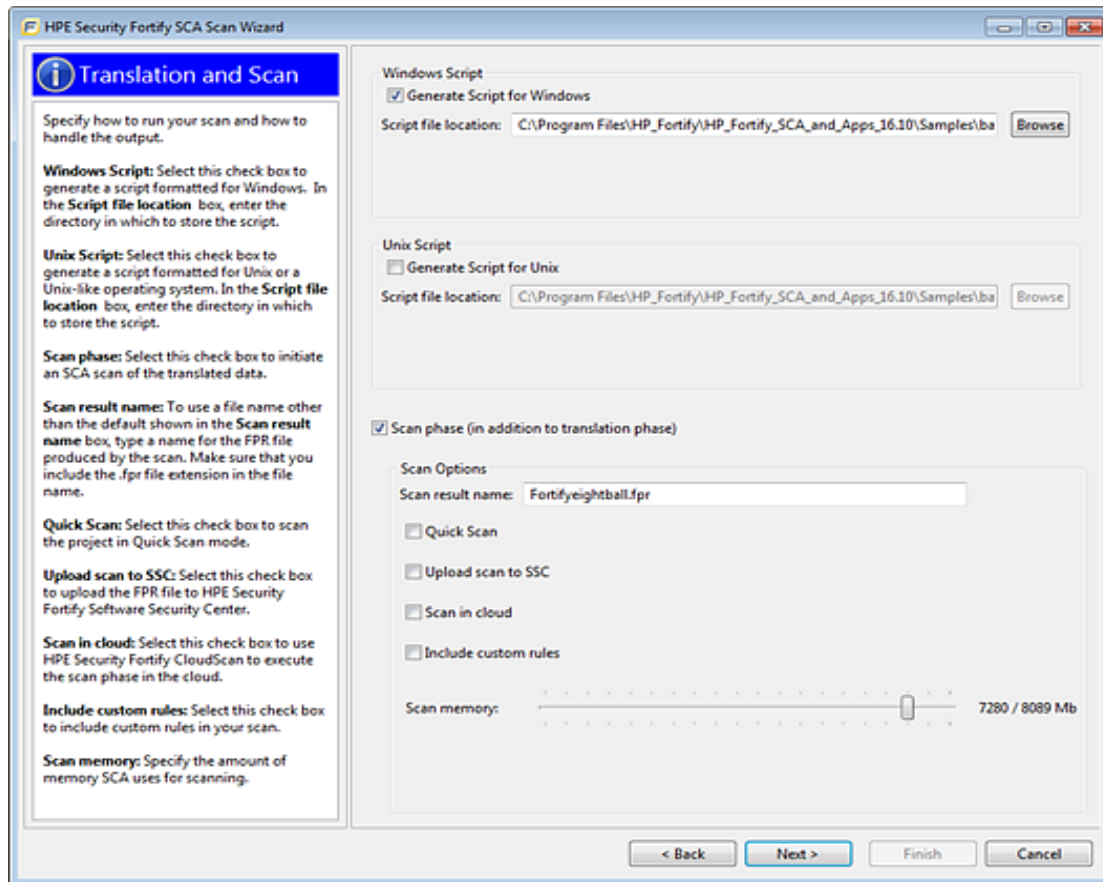 HPE Security Fortify SCA Scan Wizard
Translation and Scan
Specify how to run your scan and how to
handle the output.
Windows Script: Select this check box to
generate a script formatted for Windows. In
the Script file location box, enter the
directory in which to store the script.
Unix Script: Select this check box to
generate a script formatted for Unix or a
Unix-like operating system. In the Script file
location box, enter the directory in which
to store the script.
Scan phase: Select this check box to initiate
an SCA scan of the translated data.
Scan result name: To use a file name other
than the default shown in the Scan result
name box, type a name for the FPR file
produced by the scan. Make sure that you
include the .fpr file extension in the file
name.
Quick Scan: Select this check box to scan
the project in Quick Scan mode.
Upload scan to SSC: Select this check box
to upload the FPR file to HPE Security
Fortify Software Security Center.
Scan in cloud: Select this check box to use
HPE Security Fortify CloudScan to execute
the scan phase in the cloud.
Include custom rules: Select this check box
to include custom rules in your scan.
Scan memory: Specify the amount of
memory SCA uses for scanning.
Windows Script
Generate Script for Windows
Script file location: C:\Program Files\HP_Fortify\HP_Fortify_SCA_and_Apps_16.10\Samples\ba Browse
Unix Script
Generate Script for Unix
Script file location: C:\Program Files\HP_Fortify\HP_Fortify_SCA_and_Apps_16.10\Samples\ba Browse
Scan phase (in addition to translation phase)
Scan Options
Scan result name: Fortifyeightball.fpr
Quick Scan
Upload scan to SSC
Scan in cloud
Include custom rules
Scan memory: 7280 / 8089 Mb
< Back Next > Finish Cancel